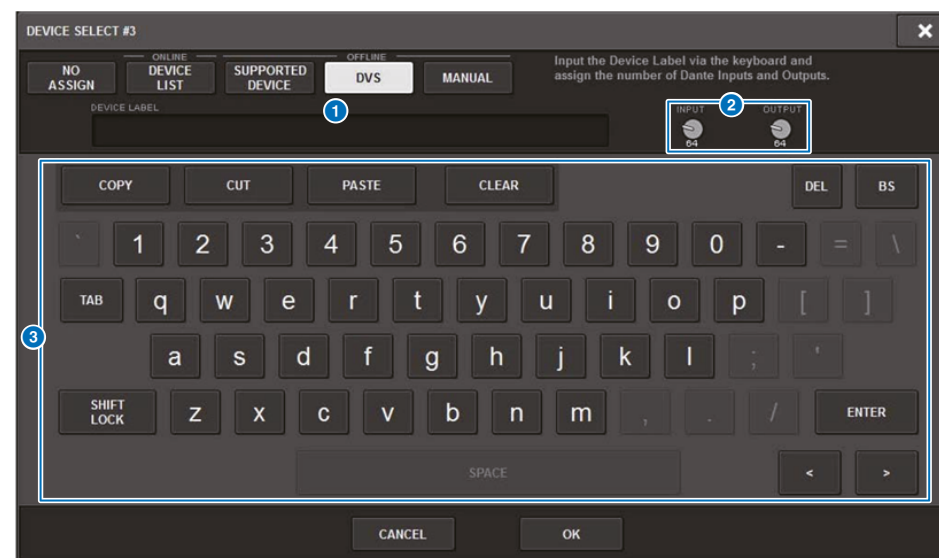 DEVICE SELECT #3
ONLINE OFFLINE
NO ASSIGN DEVICE LIST SUPPORTED DEVICE DVS MANUAL
Input the Device Label via the keyboard and
assign the number of Dante Inputs and Outputs.
1
DEVICE LABEL
INPUT 2 OUTPUT
64 64
COPY CUT PASTE CLEAR DEL BS
` 1 2 3 4 5 6 7 8 9 0 - = \
TAB q w e r t y u i o p [ ]
3
a s d f g h j k l ; '
SHIFT LOCK z x c v b n m , . / ENTER
SPACE < >
CANCEL OK